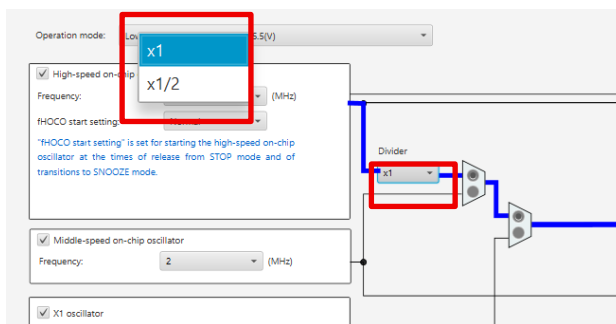 Operation mode:
5.5(V)
x1
x1/2
High-speed on-chip
Frequency:
(MHz)
fHOCO start setting:
"fHOCO start setting" is set for starting the high-speed on-chip
oscillator at the times of release from STOP mode and of
transitions to SNOOZE mode.
Divider
x1
Middle-speed on-chip oscillator
Frequency:
2
(MHz)
X1 oscillator